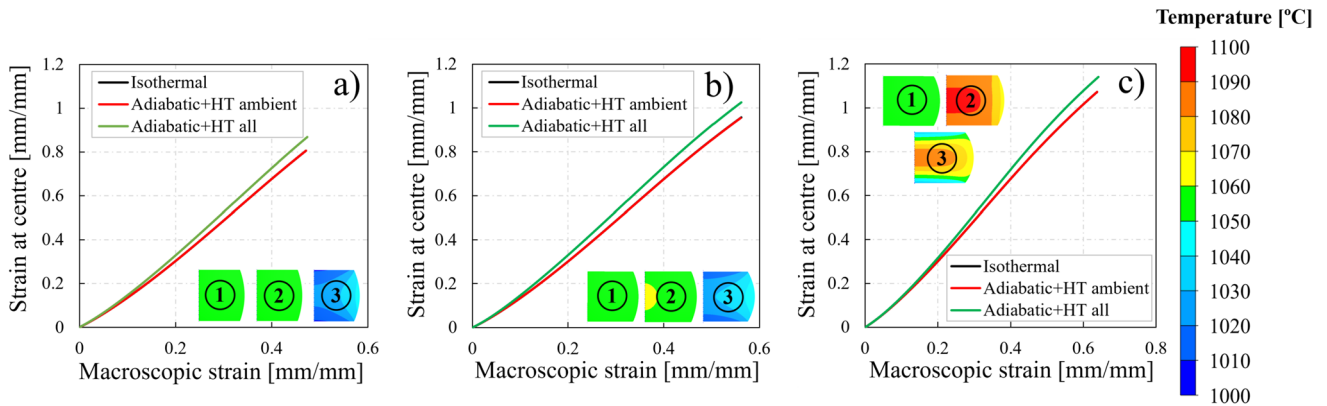 Temperature [ºC]
a)
Isothermal
Adiabatic+HT ambient
Adiabatic+HT all
Strain at centre [mm/mm]
1.2
1
0.8
0.6
0.4
0.2
0
1 2 3
0 0.2 0.4 0.6
Macroscopic strain [mm/mm]
b)
Isothermal
Adiabatic+HT ambient
Adiabatic+HT all
Strain at centre [mm/mm]
1.2
1
0.8
0.6
0.4
0.2
0
1 2 3
0 0.2 0.4 0.6
Macroscopic strain [mm/mm]
c)
1 2
3
Isothermal
Adiabatic+HT ambient
Adiabatic+HT all
Strain at centre [mm/mm]
1.2
1
0.8
0.6
0.4
0.2
0
0 0.2 0.4 0.6 0.8
Macroscopic strain [mm/mm]
1100
1090
1080
1070
1060
1050
1040
1030
1020
1010
1000